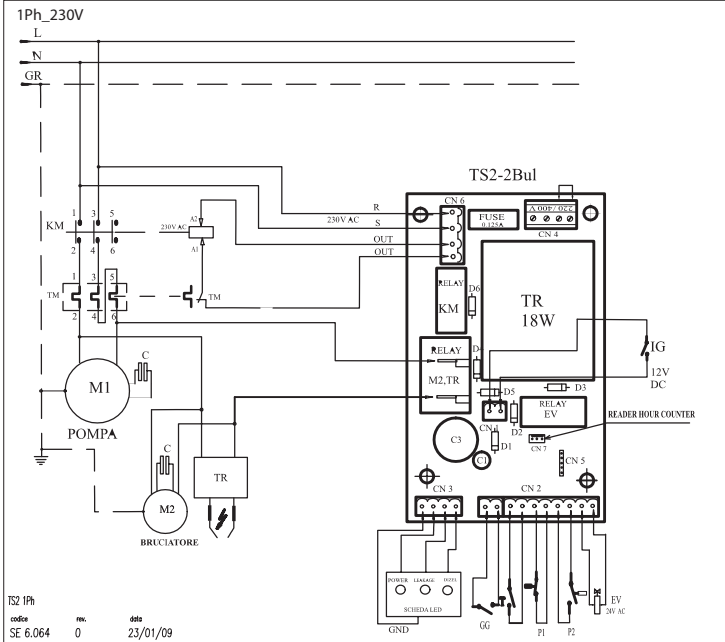 1Ph_230V
L
N
GR
TS2-2Bul
CN 6
R
230V AC
S
OUT
OUT
FUSE
0.125A
220-400 V
CN 4
1 3 5
KM
2 4 6
A2
230V AC
A1
1 3 5
TM
2 4 6
TM
RELAY
KM
D6
TR
18W
IG
12V
DC
RELAY
M2,TR
D4
D5
D3
CN 1
D2
RELAY
EV
READER HOUR COUNTER
CN 7
C3
D1
C1
CN 5
M1
C
POMPA
C
M2
BRUCIATORE
TR
CN 3
CN 2
POWER LEAKAGE DIZEL
SCHEDA LED
GND
GG
P1
P2
EV
24V AC
TS2 1Ph
codice rev. data
SE 6.064 0 23/01/09